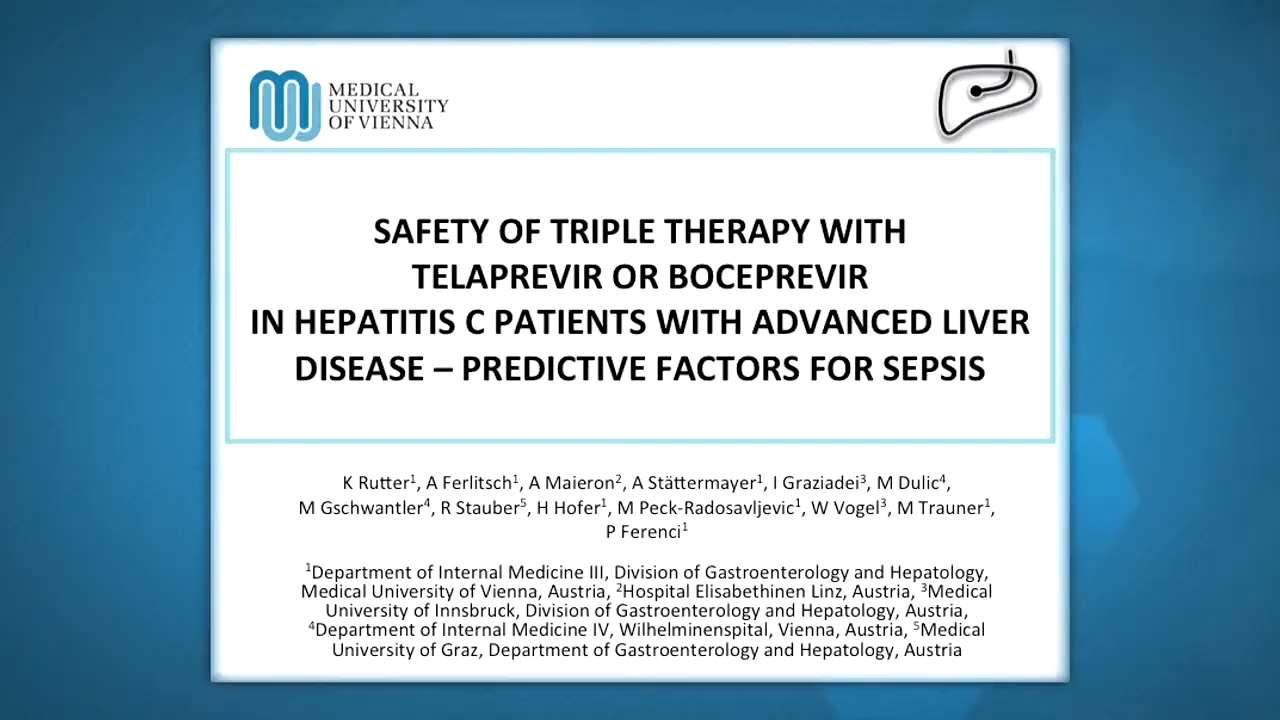 MEDICAL
UNIVERSITY
OF VIENNA
SAFETY OF TRIPLE THERAPY WITH
TELAPREVIR OR BOCEPREVIR
IN HEPATITIS C PATIENTS WITH ADVANCED LIVER
DISEASE – PREDICTIVE FACTORS FOR SEPSIS
K Rutter¹, A Ferlitsch¹, A Maieron², A Stättermayer¹, I Graziadei³, M Dulic⁴,
M Gschwantler⁴, R Stauber⁵, H Hofer¹, M Peck-Radosavljevic¹, W Vogel³, M Trauner¹,
P Ferenci¹
¹Department of Internal Medicine III, Division of Gastroenterology and Hepatology,
Medical University of Vienna, Austria, ²Hospital Elisabethinen Linz, Austria, ³Medical
University of Innsbruck, Division of Gastroenterology and Hepatology, Austria,
⁴Department of Internal Medicine IV, Wilhelminenspital, Vienna, Austria, ⁵Medical
University of Graz, Department of Gastroenterology and Hepatology, Austria